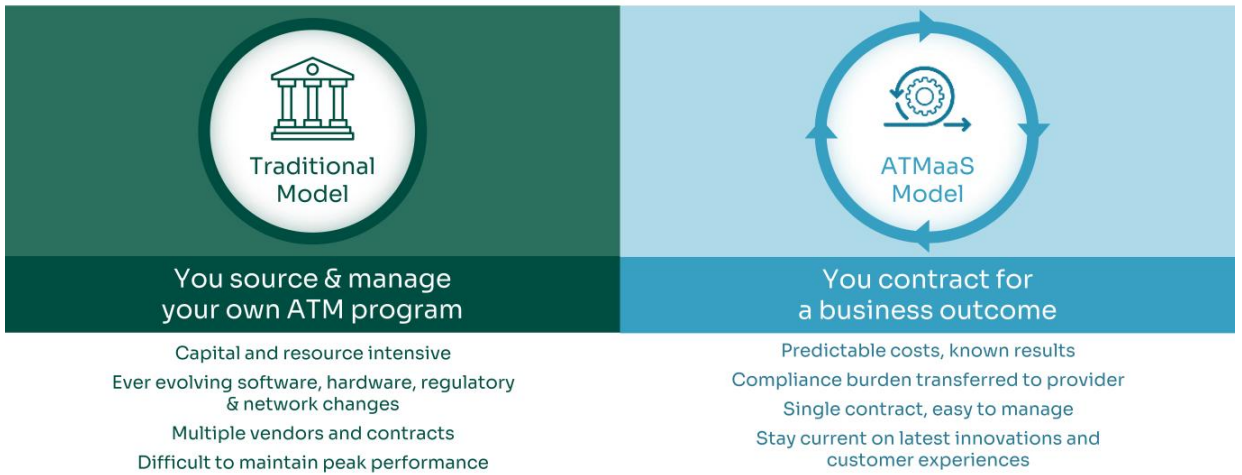 Traditional
Model
You source & manage
your own ATM program
Capital and resource intensive
Ever evolving software, hardware, regulatory
& network changes
Multiple vendors and contracts
Difficult to maintain peak performance
ATMaaS
Model
You contract for
a business outcome
Predictable costs, known results
Compliance burden transferred to provider
Single contract, easy to manage
Stay current on latest innovations and
customer experiences